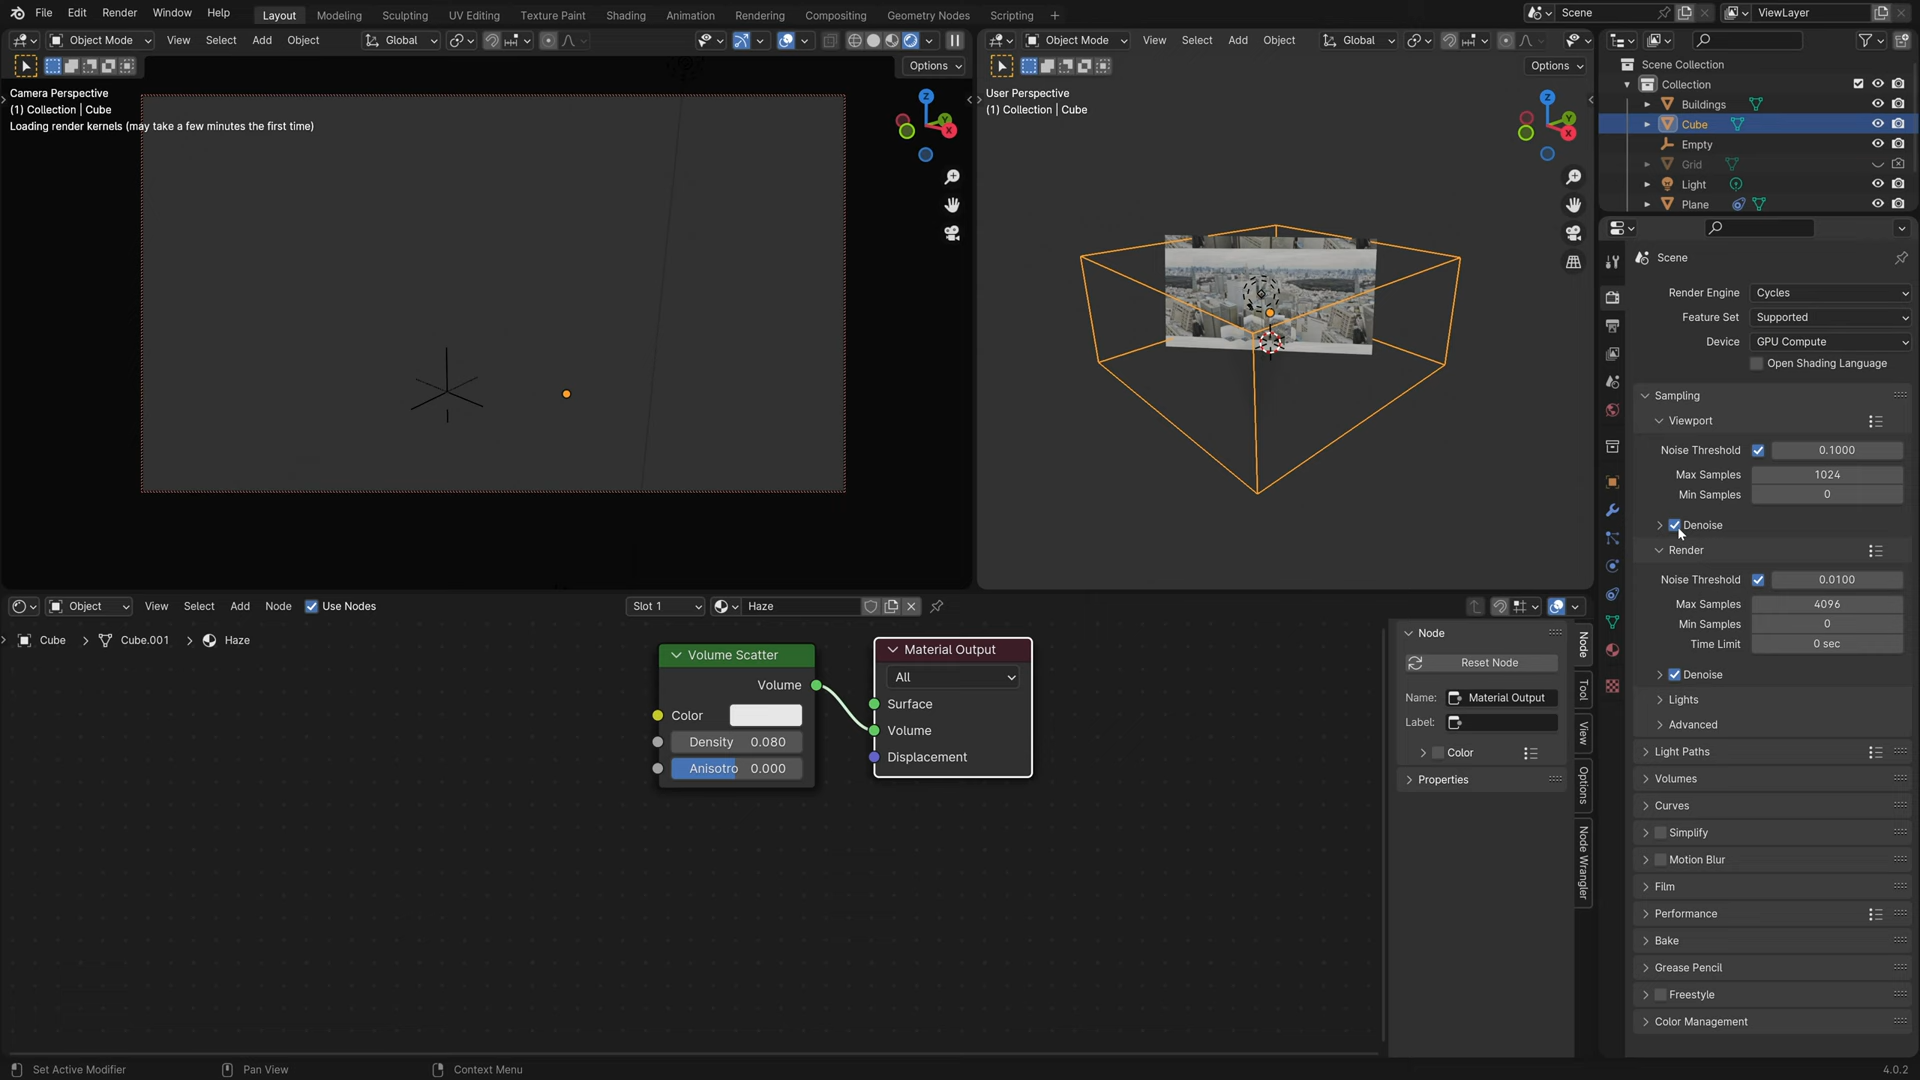 File Edit Render Window Help Layout Modeling Sculpting UV Editing Texture Paint Shading Animation Rendering Compositing Geometry Nodes Scripting + Scene ViewLayer
Object Mode View Select Add Object Global Object Mode View Select Add Object Global
Options Options
Camera Perspective
(1) Collection | Cube
Loading render kernels (may take a few minutes the first time)
User Perspective
(1) Collection | Cube
Scene Collection
Collection
Buildings
Cube
Empty
Grid
Light
Plane
Scene
Render Engine Cycles
Feature Set Supported
Device GPU Compute
Open Shading Language
Sampling
Viewport
Noise Threshold 0.1000
Max Samples 1024
Min Samples 0
Denoise
Render
Noise Threshold 0.0100
Max Samples 4096
Min Samples 0
Time Limit 0 sec
Denoise
Lights
Advanced
Light Paths
Volumes
Curves
Simplify
Motion Blur
Film
Performance
Bake
Grease Pencil
Freestyle
Color Management
Object View Select Add Node Use Nodes Slot 1 Haze
Cube > Cube.001 > Haze
Volume Scatter
Volume
Color
Density 0.080
Anisotro 0.000
Material Output
All
Surface
Volume
Displacement
Node
Reset Node
Name: Material Output
Label:
Color
Properties
Node
Tool
View
Options
Node Wrangler
Set Active Modifier Pan View Context Menu 4.0.2
X
Y
Z
X
Y
Z